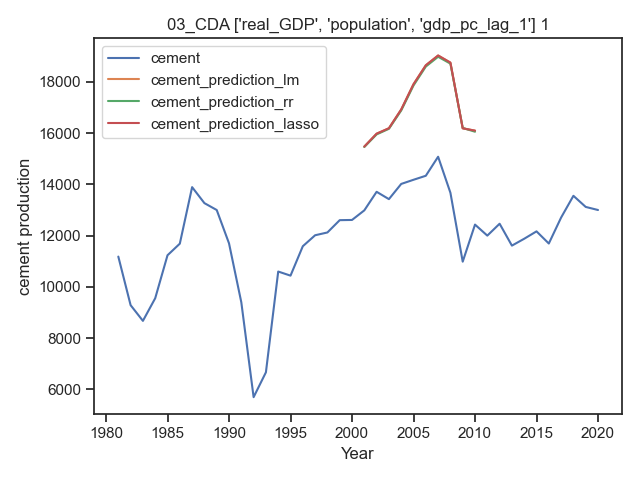 03_CDA ['real_GDP', 'population', 'gdp_pc_lag_1'] 1
cement
cement_prediction_lm
cement_prediction_rr
cement_prediction_lasso
18000
16000
14000
12000
10000
8000
6000
cement production
1980 1985 1990 1995 2000 2005 2010 2015 2020
Year